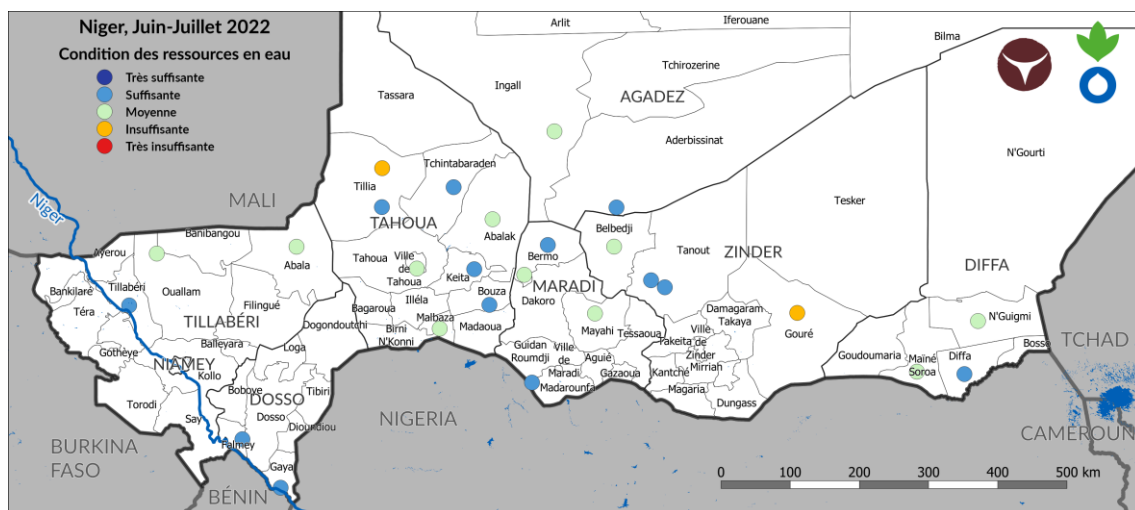 Niger, Juin-Juillet 2022
Condition des ressources en eau
Très suffisante
Suffisante
Moyenne
Insuffisante
Très insuffisante
Arlit
Iferouane
Bilma
Tchirozerine
Ingall
Tassara
AGADEZ
Aderbissinat
N'Gourti
Tchintabaraden
Tillia
MALI
Niger
Tesker
TAHOUA
Abalak
Belbedji
Banibangou
Ayerou
Abala
Bermo
Tanout
ZINDER
DIFFA
Tahoua
Ville de Tahoua
Keita
Tillabéri
Ouallam
Bankilaré
MARADI
Dakoro
Bouza
Illéla
Téra
Filingué
Bagaroua
Malbaza
Damagaram
Takaya
N'Guigmi
TILLABÉRI
Dogondoutchi
Birni
N'Konni
Madaoua
Mayahi
Tessaoua
Gouré
Ville de
Zinder
Takeita
Goudoumaria
Maïné
Soroa
Diffa
Bosso
TCHAD
Gothèye
Balleyara
Loga
Guidan
Roumdji
Ville de
Maradi
Aguié
Gazaoua
Mirriah
Kantché
Magaria
NIAMEY
Kollo
Boboye
Tibiri
Madarounfa
Dungass
Torodi
DOSSO
Dosso
Say
Dioundiou
NIGERIA
CAMEROUN
BURKINA
FASO
Falmey
Gaya
BÉNIN
0 100 200 300 400 500 km